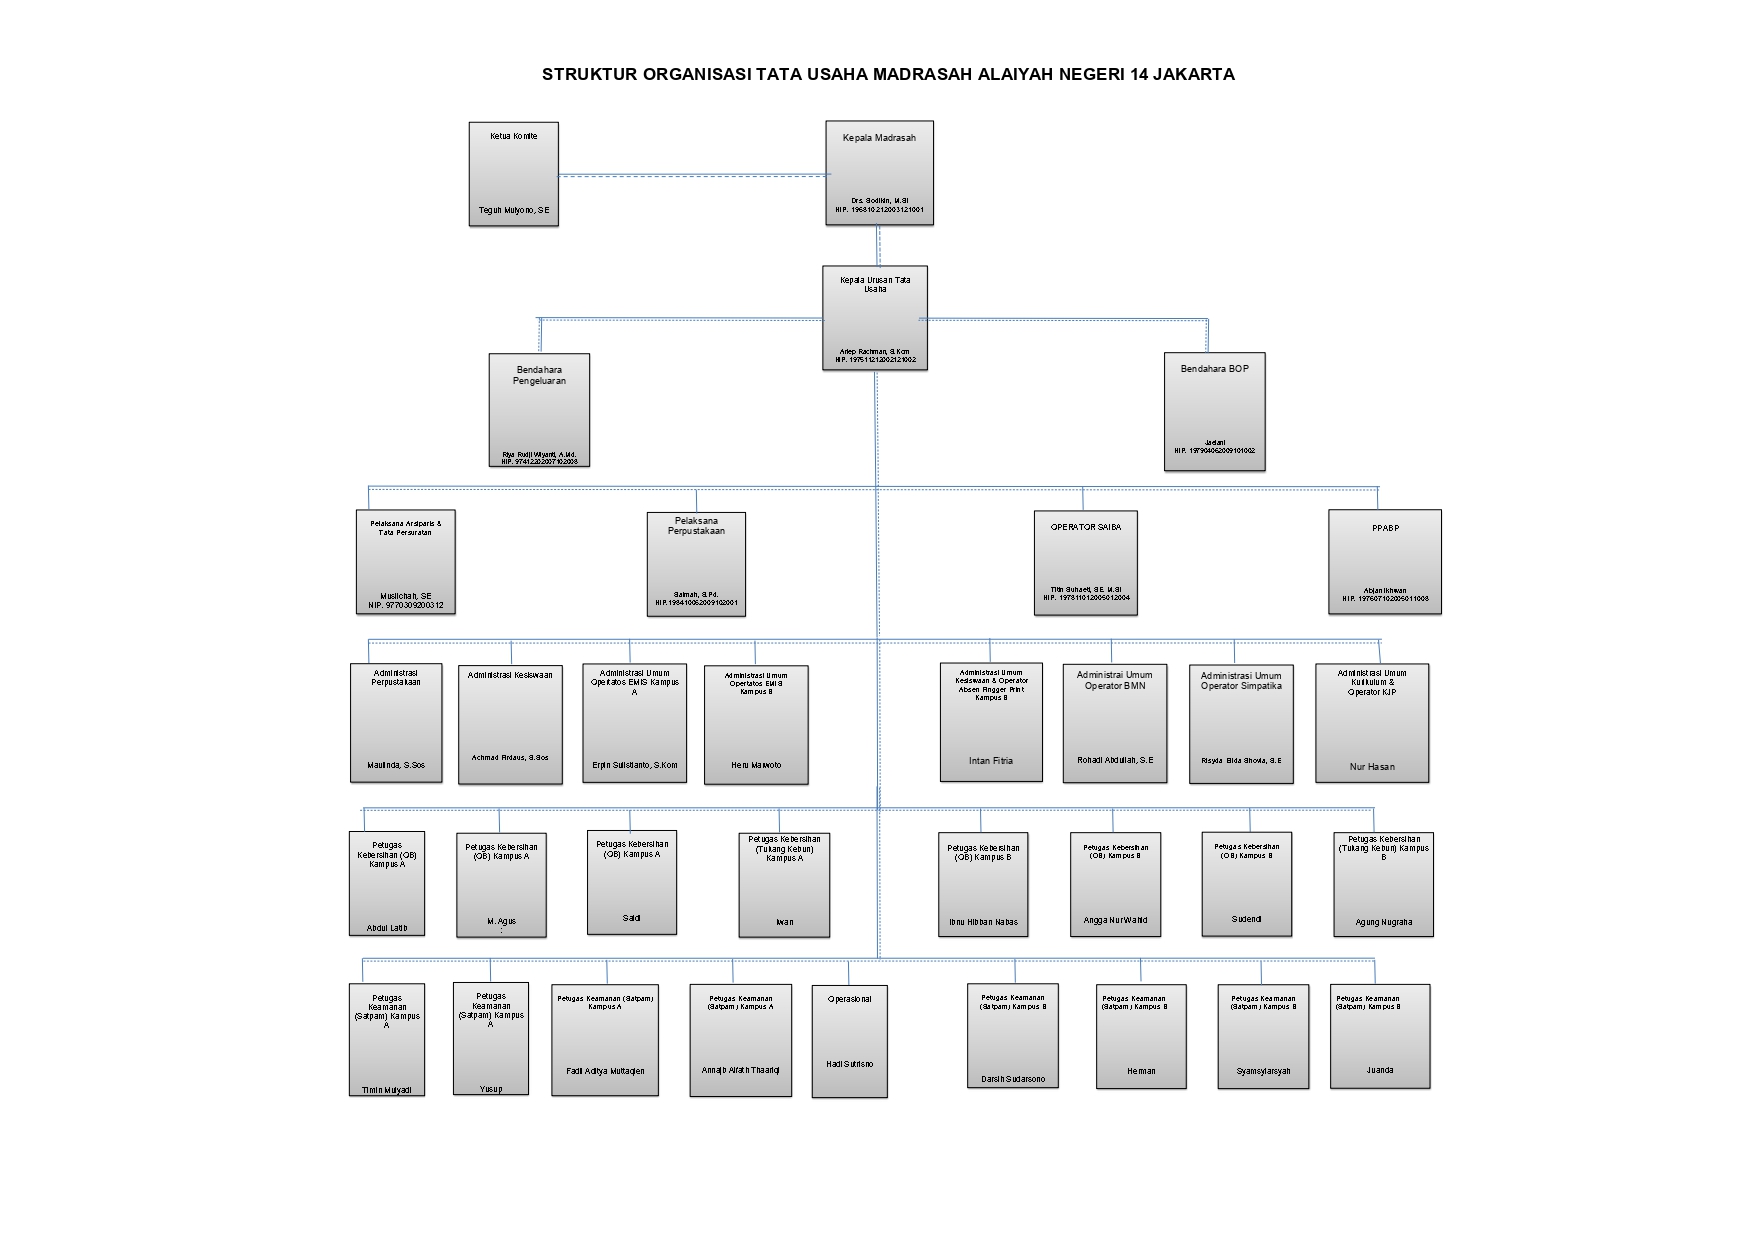 STRUKTUR ORGANISASI TATA USAHA MADRASAH ALAIYAH NEGERI 14 JAKARTA
Ketua Komite
Teguh Mulyono, SE
Kepala Madrasah
Drs. Sodikin, M.Si
NIP. 196810212003121001
Kepala Urusan Tata
Usaha
Ariep Rachman, S.Kom
NIP. 197511212002121002
Bendahara
Pengeluaran
Riya Rudji Wiyanti, A.Md.
NIP. 97412202007102003
Bendahara BOP
Jaelani
NIP. 197904062009101002
Pelaksana Arsiparis &
Tata Persuratan
Muslichah, SE
NIP. 9770309200312
Pelaksana
Perpustakaan
Salmah, S.Pd.
NIP.198410062009102001
OPERATOR SAIBA
Titin Suhaeti, SE. M.Si
NIP. 197811012005012004
PPABP
Abjan Ikhwan
NIP. 197607102005011008
Administrasi
Perpustakaan
Maulinda, S.Sos
Administrasi Kesiswaan
Achmad Firdaus, S.Sos
Administrasi Umum
Opertatos EMIS Kampus
A
Erpin Sulistianto, S.Kom
Administrasi Umum
Opertatos EMIS
Kampus B
Heru Marwoto
Administrasi Umum
Kesiswaan & Operator
Absen Fingger Print
Kampus B
Intan Fitria
Administrai Umum
Operator BMN
Rohadi Abdullah, S.E
Administrasi Umum
Operator Simpatika
Risyda Elda Shovia, S.E
Administrasi Umum
Kulikulum &
Operator KJP
Nur Hasan
Petugas
Kebersihan (OB)
Kampus A
Abdul Latib
Petugas Kebersihan
(OB) Kampus A
M. Agus
:
Petugas Kebersihan
(OB) Kampus A
Saidi
Petugas Kebersihan
(Tukang Kebun)
Kampus A
Iwan
Petugas Kebersihan
(OB) Kampus B
Ibnu Hibban Nabas
Petugas Kebersihan
(OB) Kampus B
Angga Nur Wahid
Petugas Kebersihan
(OB) Kampus B
Sudendi
Petugas Kebersihan
(Tukang Kebun) Kampus
B
Agung Nugraha
Petugas
Keamanan
(Satpam) Kampus
A
Timin Mulyadi
Petugas
Keamanan
(Satpam) Kampus
A
Yusup
Petugas Keamanan (Satpam)
Kampus A
Fadil Aditya Muttaqien
Petugas Keamanan
(Satpam) Kampus A
Annajb Alfath Thaariqi
Operasional
Hadi Sutrisno
Petugas Keamanan
(Satpam) Kampus B
Darsih Sudarsono
Petugas Keamanan
(Satpam) Kampus B
Herman
Petugas Keamanan
(Satpam) Kampus B
Syamsyiarsyah
Petugas Keamanan
(Satpam) Kampus B
Juanda